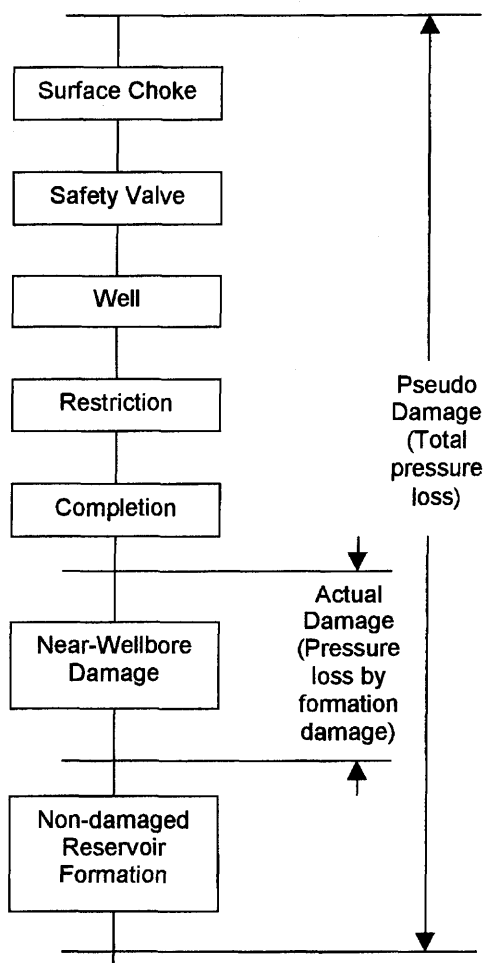 Surface Choke
Safety Valve
Well
Restriction
Completion
Near-Wellbore
Damage
Non-damaged
Reservoir
Formation
Actual
Damage
(Pressure
loss by
formation
damage)
Pseudo
Damage
(Total
pressure
loss)